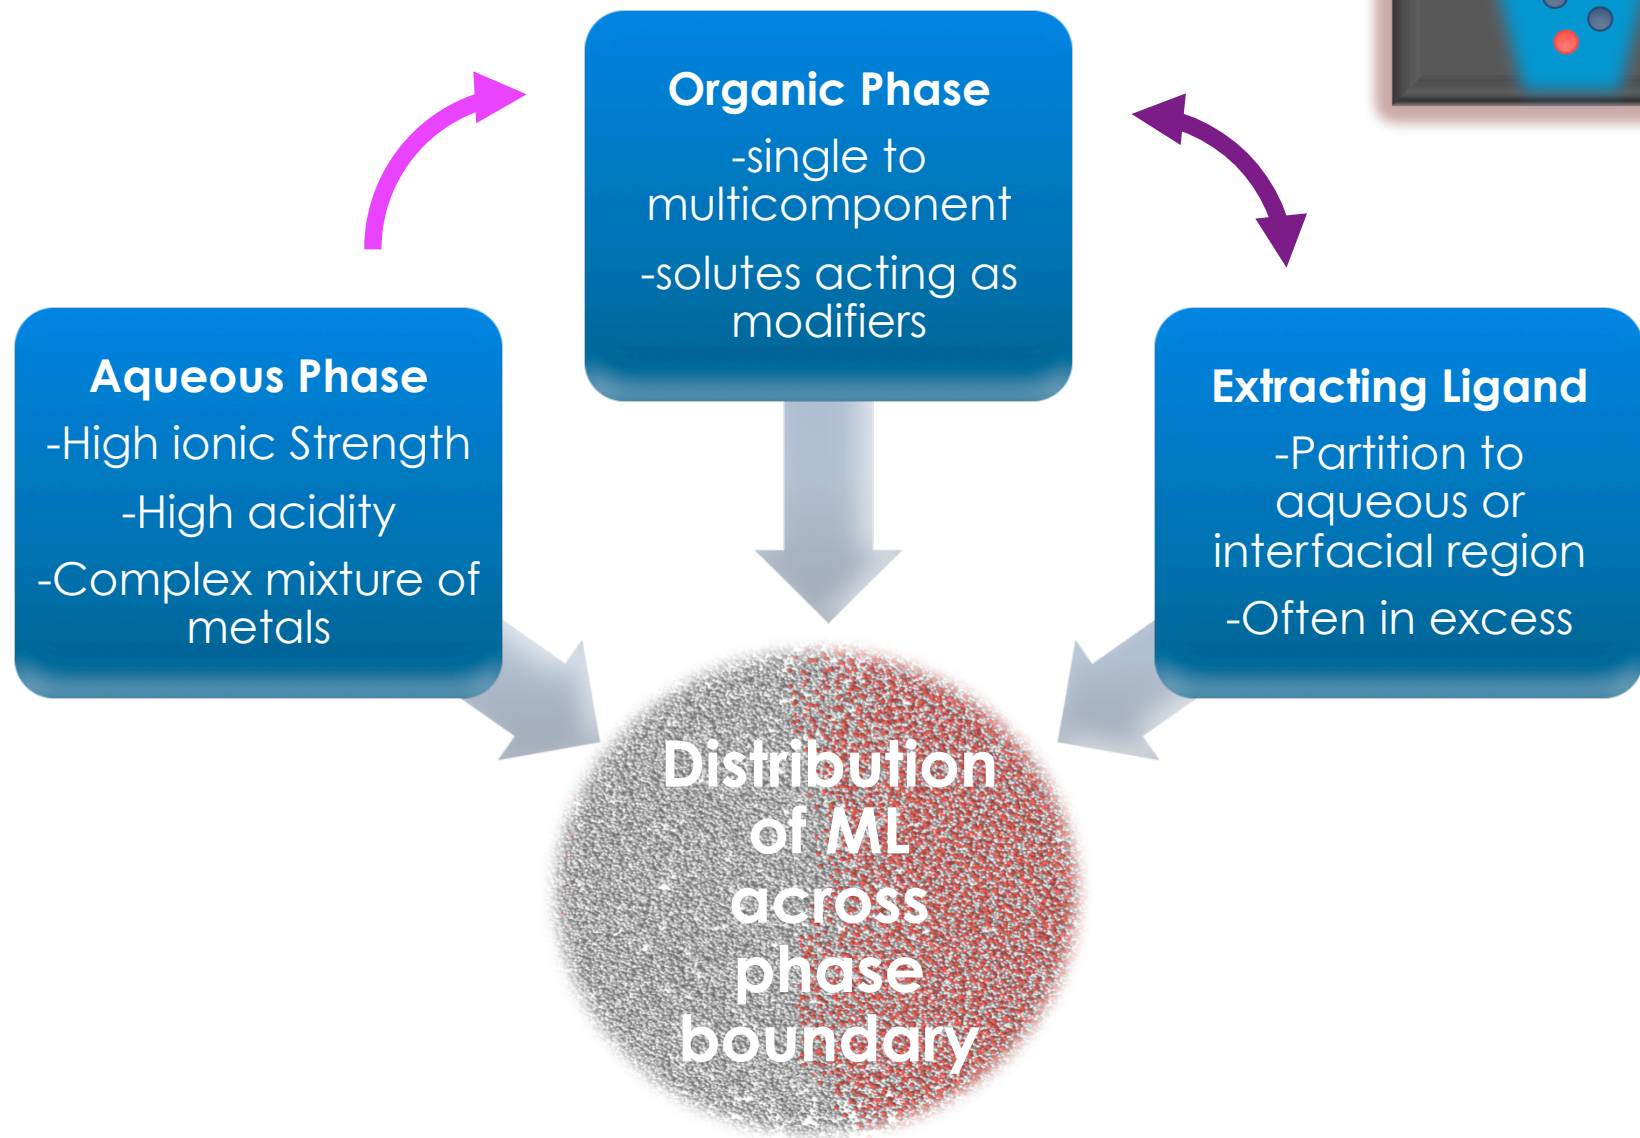 Organic Phase
-single to
multicomponent
-solutes acting as
modifiers
Aqueous Phase
-High ionic Strength
-High acidity
-Complex mixture of
metals
Extracting Ligand
-Partition to
aqueous or
interfacial region
-Often in excess
Distribution
of ML
across
phase
boundary